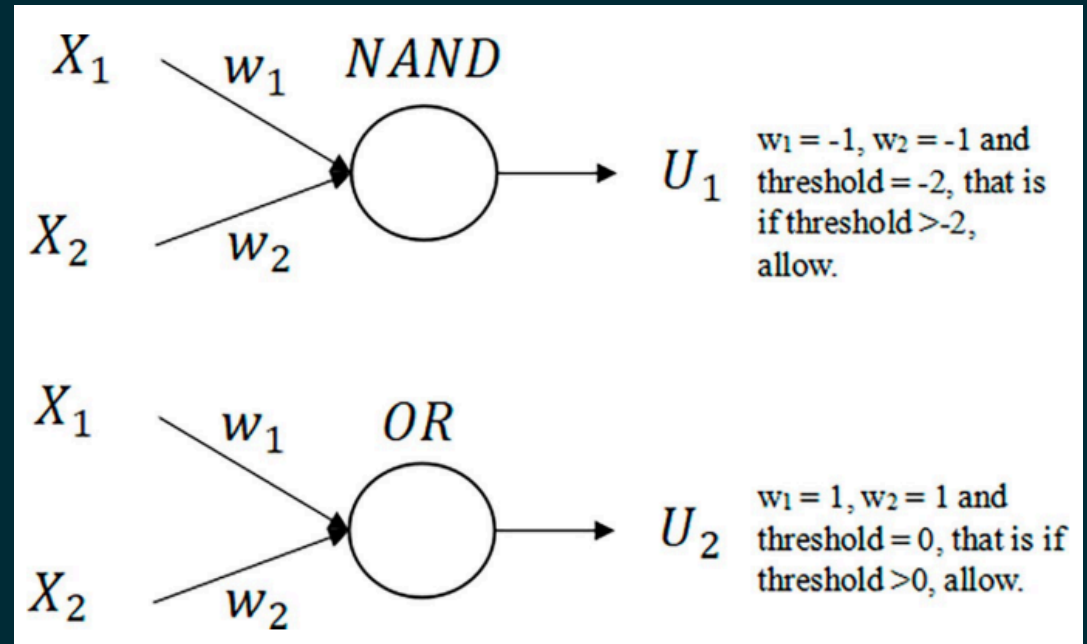 X₁
w₁
NAND
X₂
w₂
U₁
w₁ = -1, w₂ = -1 and
threshold = -2, that is
if threshold >-2,
allow.
X₁
w₁
OR
X₂
w₂
U₂
w₁ = 1, w₂ = 1 and
threshold = 0, that is if
threshold >0, allow.